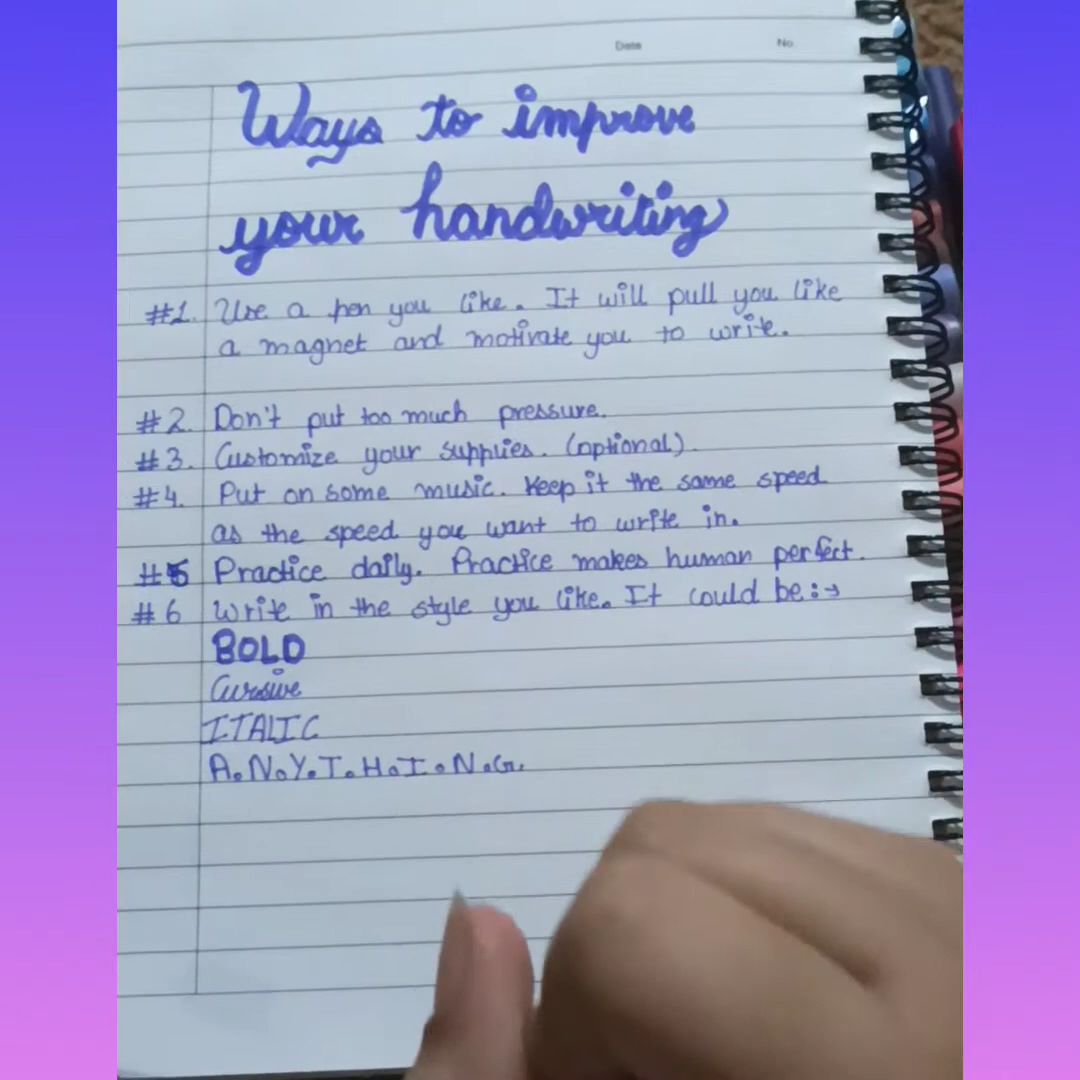 Date No.
Ways to improve
your handwriting
#1. Use a pen you like. It will pull you like
a magnet and motivate you to write.
#2. Don't put too much pressure.
#3. Customize your supplies. (optional)
#4. Put on some music. Keep it the same speed
as the speed you want to write in.
#5 Practice daily. Practice makes human perfect.
#6 Write in the style you like. It could be:→
BOLD
Cursive
ITALIC
A.N.Y.T.H.I.N.G.